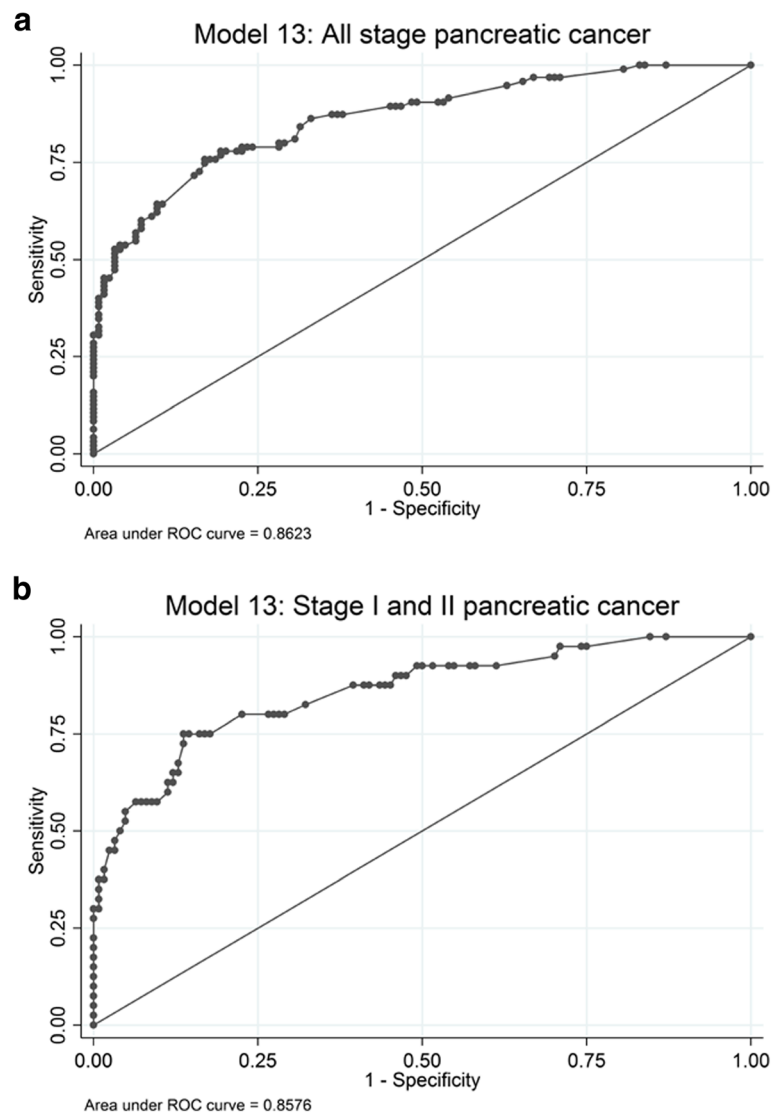 a
Model 13: All stage pancreatic cancer
Sensitivity
1.00
0.75
0.50
0.25
0.00
0.00 0.25 0.50 0.75 1.00
1 - Specificity
Area under ROC curve = 0.8623
b
Model 13: Stage I and II pancreatic cancer
Sensitivity
1.00
0.75
0.50
0.25
0.00
0.00 0.25 0.50 0.75 1.00
1 - Specificity
Area under ROC curve = 0.8576